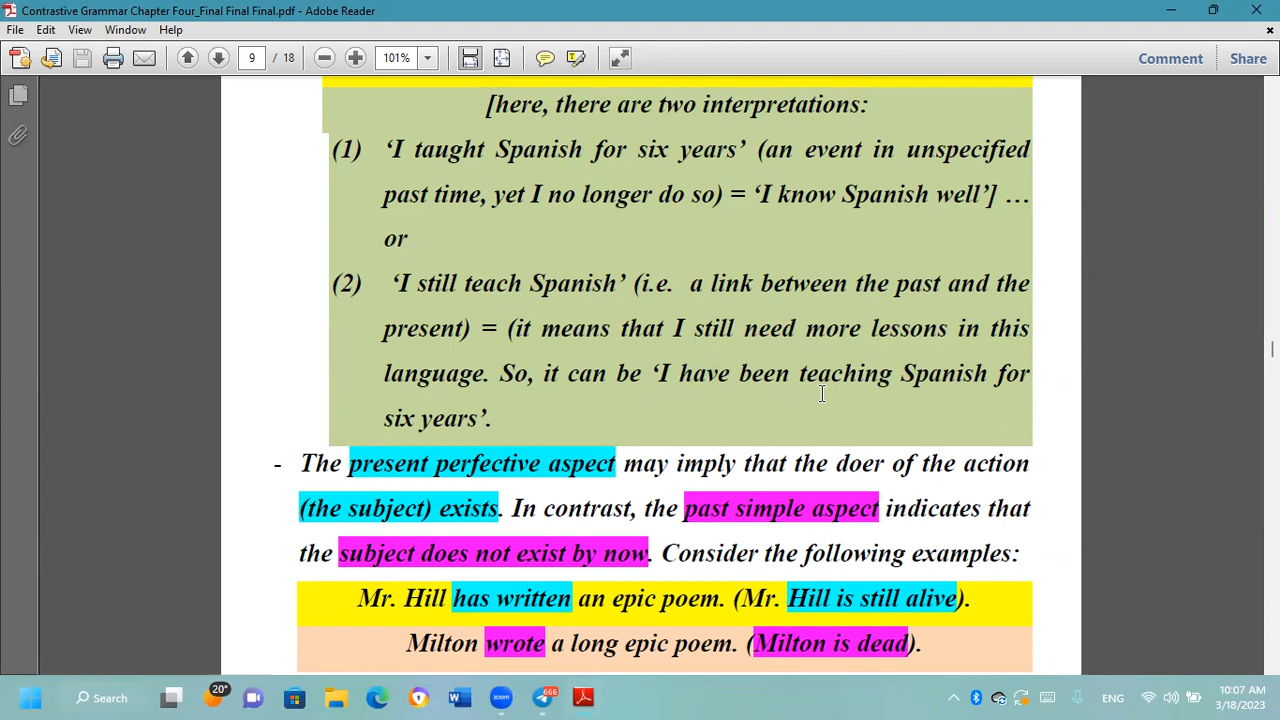 Contrastive Grammar Chapter Four_Final Final Final.pdf - Adobe Reader
File Edit View Window Help
9 / 18 101% Comment Share
[here, there are two interpretations:
(1) ‘I taught Spanish for six years’ (an event in unspecified
past time, yet I no longer do so) = ‘I know Spanish well’] …
or
(2) ‘I still teach Spanish’ (i.e. a link between the past and the
present) = (it means that I still need more lessons in this
language. So, it can be ‘I have been teaching Spanish for
six years’.
- The present perfective aspect may imply that the doer of the action
(the subject) exists. In contrast, the past simple aspect indicates that
the subject does not exist by now. Consider the following examples:
Mr. Hill has written an epic poem. (Mr. Hill is still alive).
Milton wrote a long epic poem. (Milton is dead).
Search 20° 666 ENG 10:07 AM
3/18/2023